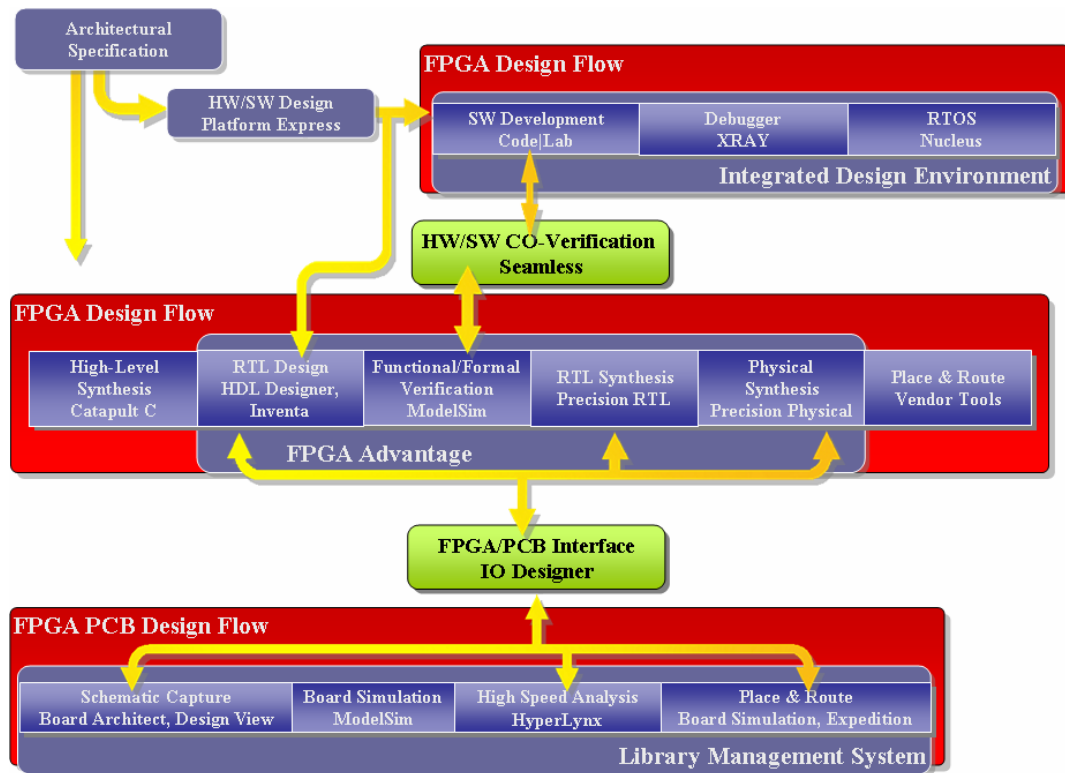 Architectural
Specification
HW/SW Design
Platform Express
FPGA Design Flow
SW Development
Code|Lab
Debugger
XRAY
RTOS
Nucleus
Integrated Design Environment
HW/SW CO-Verification
Seamless
FPGA Design Flow
High-Level
Synthesis
Catapult C
RTL Design
HDL Designer,
Inventa
Functional/Formal
Verification
ModelSim
RTL Synthesis
Precision RTL
Physical
Synthesis
Precision Physical
Place & Route
Vendor Tools
FPGA Advantage
FPGA/PCB Interface
IO Designer
FPGA PCB Design Flow
Schematic Capture
Board Architect, Design View
Board Simulation
ModelSim
High Speed Analysis
HyperLynx
Place & Route
Board Simulation, Expedition
Library Management System